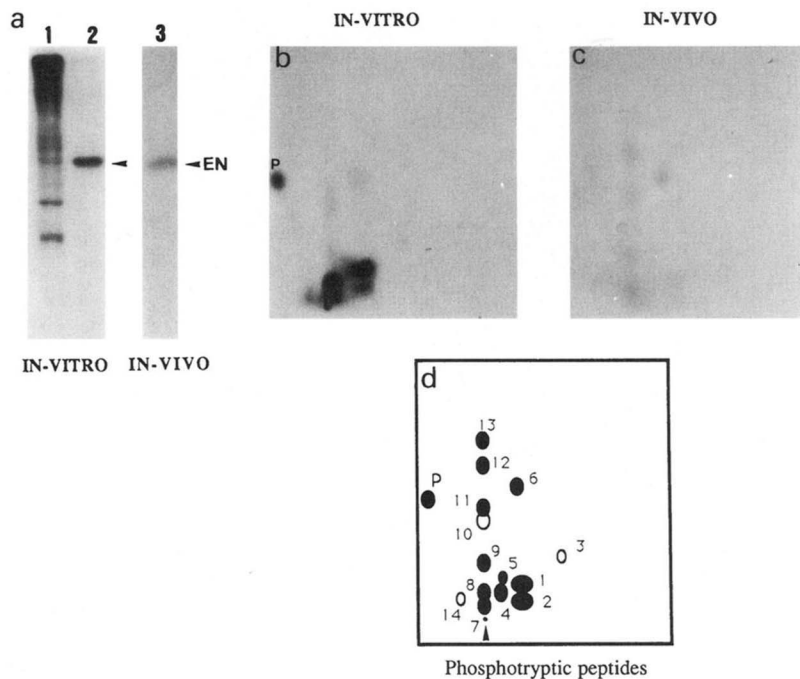 a
1 2 3
EN
IN-VITRO IN-VIVO
IN-VITRO
b
P
IN-VIVO
c
d
13
12
6
P
11
10
3
9
5
8
1
14
4
2
7
Phosphotryptic peptides